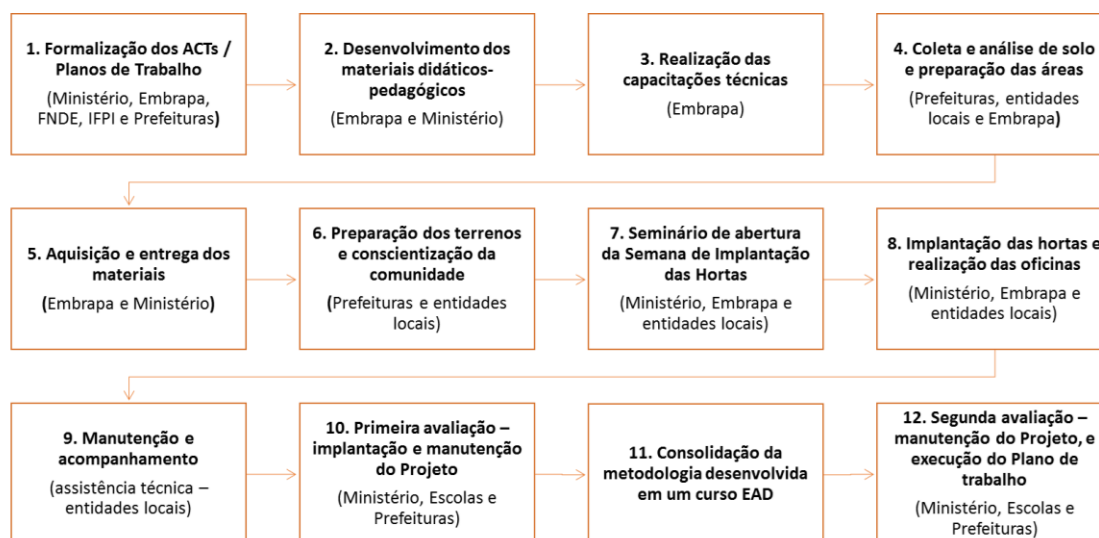 1. Formalização dos ACTs /
Planos de Trabalho
(Ministério, Embrapa,
FNDE, IFPI e Prefeituras)
2. Desenvolvimento dos
materiais didáticos-
pedagógicos
(Embrapa e Ministério)
3. Realização das
capacitações técnicas
(Embrapa)
4. Coleta e análise de solo
e preparação das áreas
(Prefeituras, entidades
locais e Embrapa)
5. Aquisição e entrega dos
materiais
(Embrapa e Ministério)
6. Preparação dos terrenos
e conscientização da
comunidade
(Prefeituras e entidades
locais)
7. Seminário de abertura
da Semana de Implantação
das Hortas
(Ministério, Embrapa e
entidades locais)
8. Implantação das hortas e
realização das oficinas
(Ministério, Embrapa e
entidades locais)
9. Manutenção e
acompanhamento
(assistência técnica –
entidades locais)
10. Primeira avaliação –
implantação e manutenção
do Projeto
(Ministério, Escolas e
Prefeituras)
11. Consolidação da
metodologia desenvolvida
em um curso EAD
12. Segunda avaliação –
manutenção do Projeto, e
execução do Plano de
trabalho
(Ministério, Escolas e
Prefeituras)